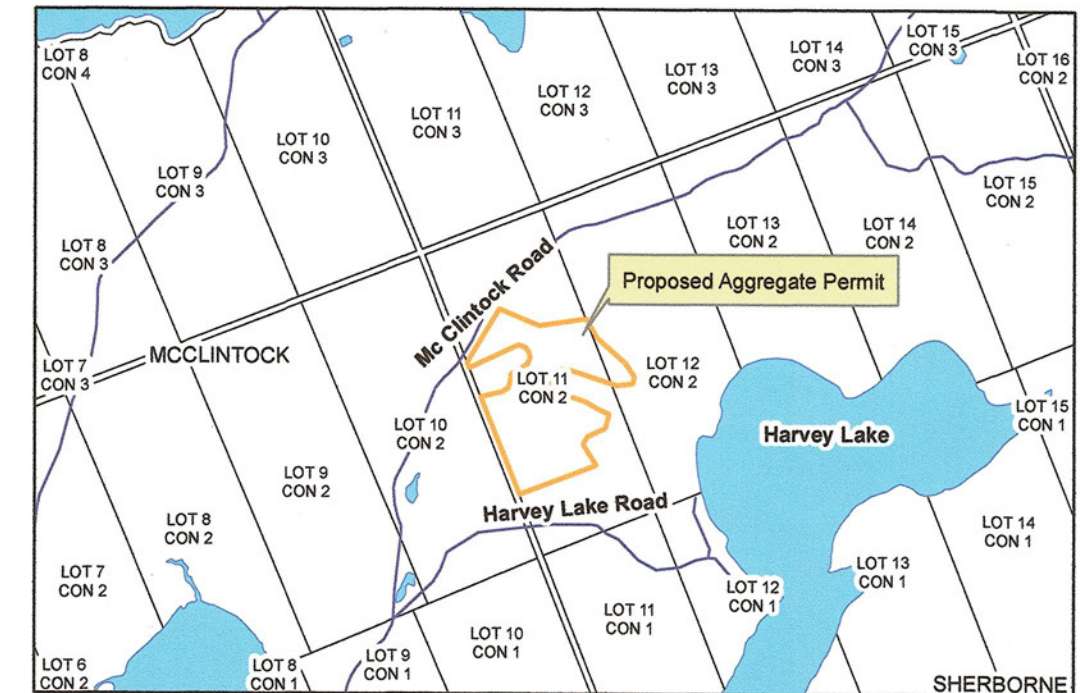 LOT 8
CON 4
LOT 15
CON 3
LOT 14
CON 3
LOT 16
CON 2
LOT 13
CON 3
LOT 12
CON 3
LOT 11
CON 3
LOT 10
CON 3
LOT 9
CON 3
LOT 15
CON 2
LOT 13
CON 2
LOT 14
CON 2
LOT 8
CON 3
Mc Clintock Road
Proposed Aggregate Permit
MCCLINTOCK
LOT 7
CON 3
LOT 11
CON 2
LOT 12
CON 2
LOT 15
CON 1
LOT 10
CON 2
Harvey Lake
LOT 9
CON 2
Harvey Lake Road
LOT 8
CON 2
LOT 14
CON 1
LOT 7
CON 2
LOT 13
CON 1
LOT 12
CON 1
LOT 11
CON 1
LOT 10
CON 1
LOT 9
CON 1
LOT 8
CON 1
LOT 6
CON 2
SHERBORNE